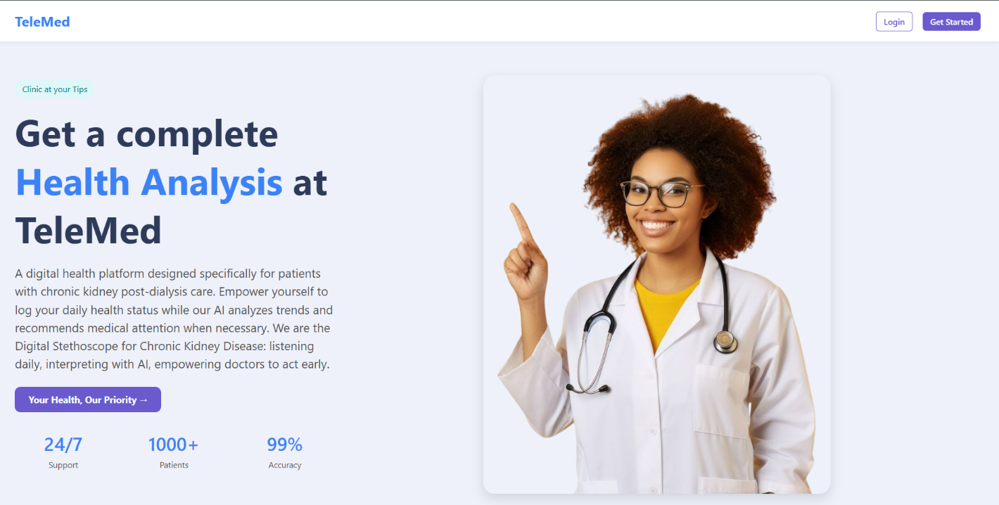 TeleMed
Login
Get Started
Clinic at your Tips
Get a complete
Health Analysis at
TeleMed
A digital health platform designed specifically for patients
with chronic kidney post-dialysis care. Empower yourself to
log your daily health status while our AI analyzes trends and
recommends medical attention when necessary. We are the
Digital Stethoscope for Chronic Kidney Disease: listening
daily, interpreting with AI, empowering doctors to act early.
Your Health, Our Priority →
24/7
Support
1000+
Patients
99%
Accuracy